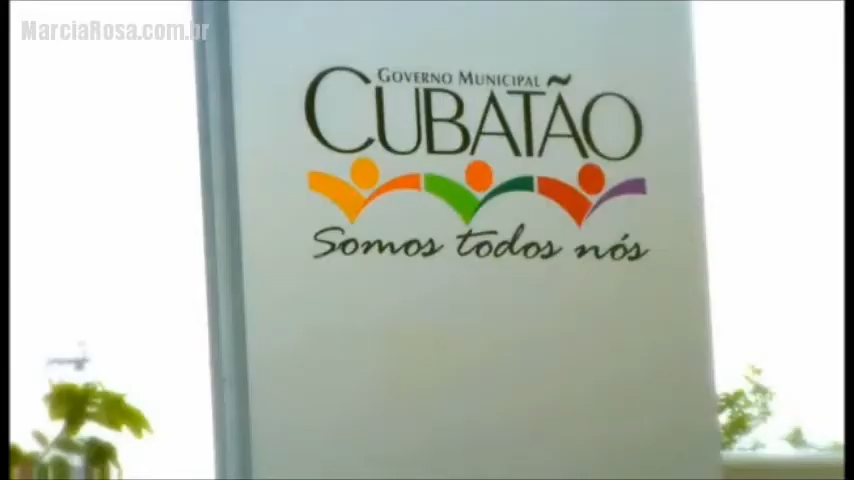 MarciaRosa.com.br
GOVERNO MUNICIPAL
CUBATÃO
Somos todos nós